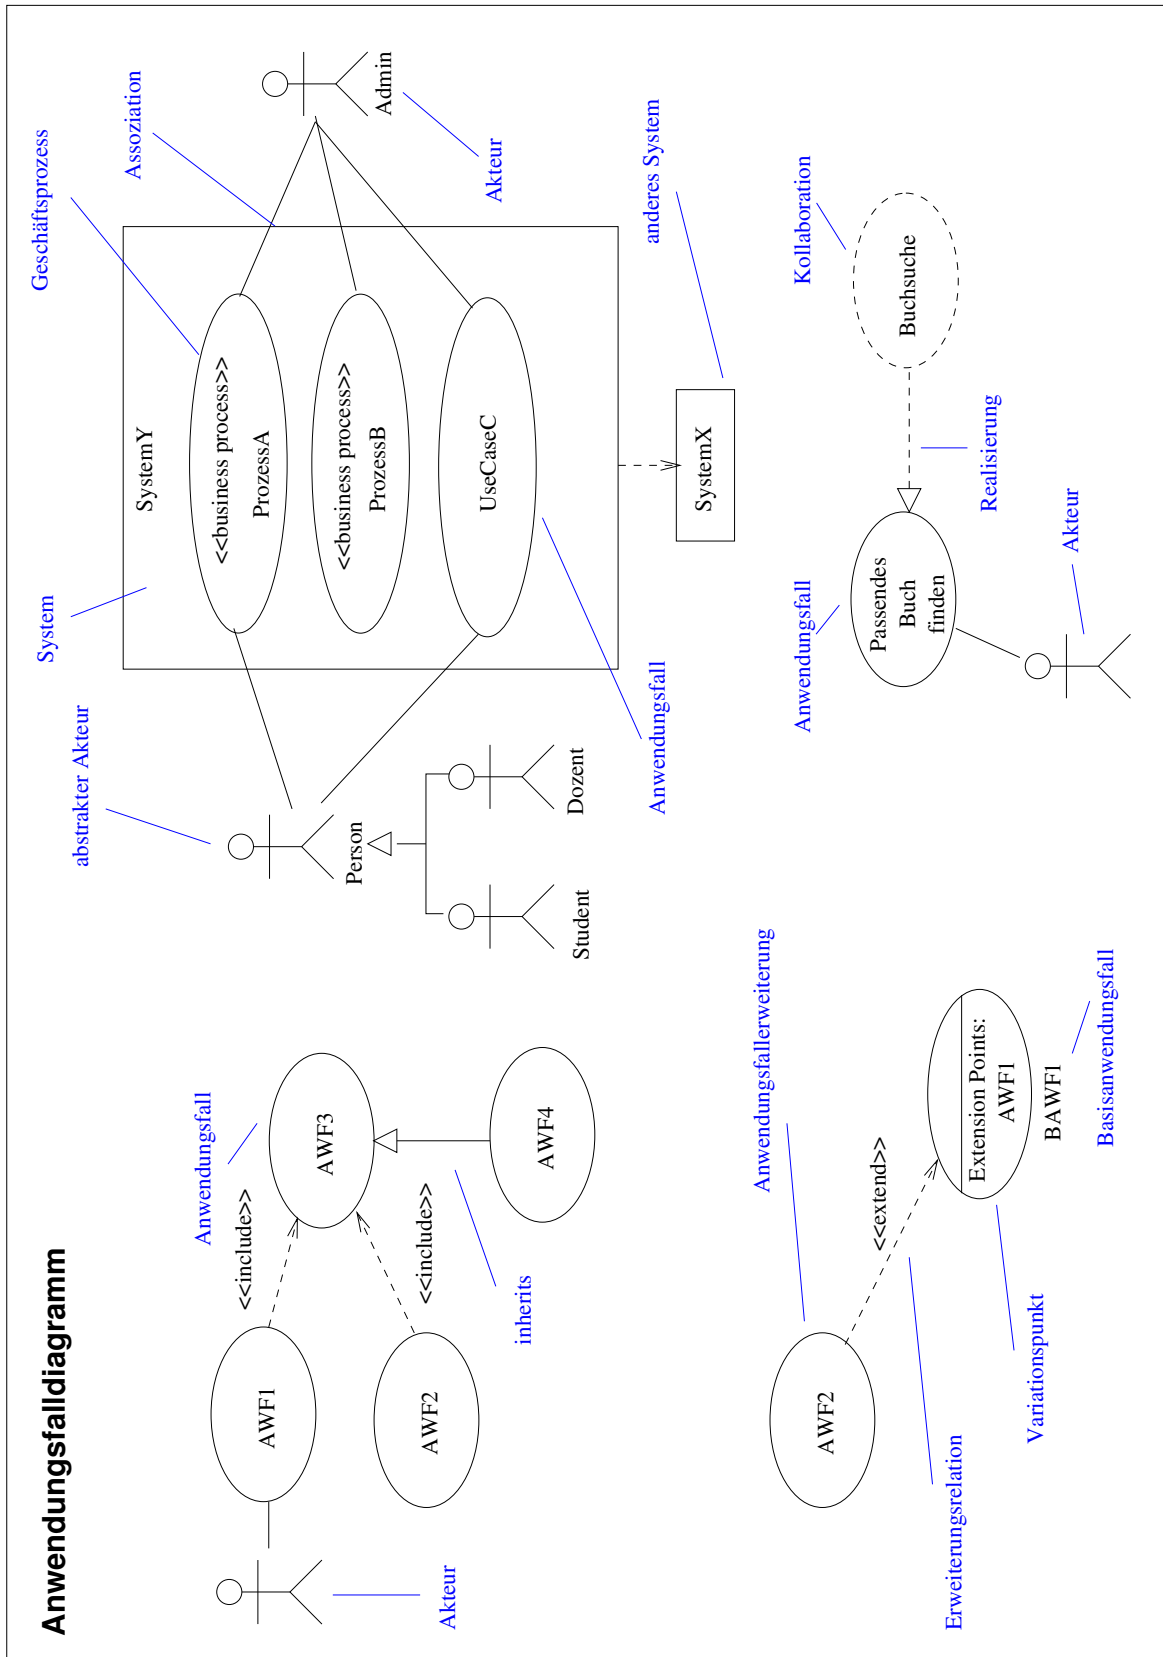 Anwendungsfalldiagramm
Akteur
AWF1
AWF2
<<include>>
<<include>>
Anwendungsfall
AWF3
AWF4
inherits
abstrakter Akteur
Person
Student
Dozent
System
SystemY
<<business process>>
ProzessA
<<business process>>
ProzessB
UseCaseC
Anwendungsfall
Geschäftsprozess
Assoziation
Admin
Akteur
anderes System
SystemX
AWF2
<<extend>>
Anwendungsfallerweiterung
Extension Points:
AWF1
BAWF1
Basisanwendungsfall
Erweiterungsrelation
Variationspunkt
Anwendungsfall
Passendes
Buch
finden
Akteur
Realisierung
Buchsuche
Kollaboration